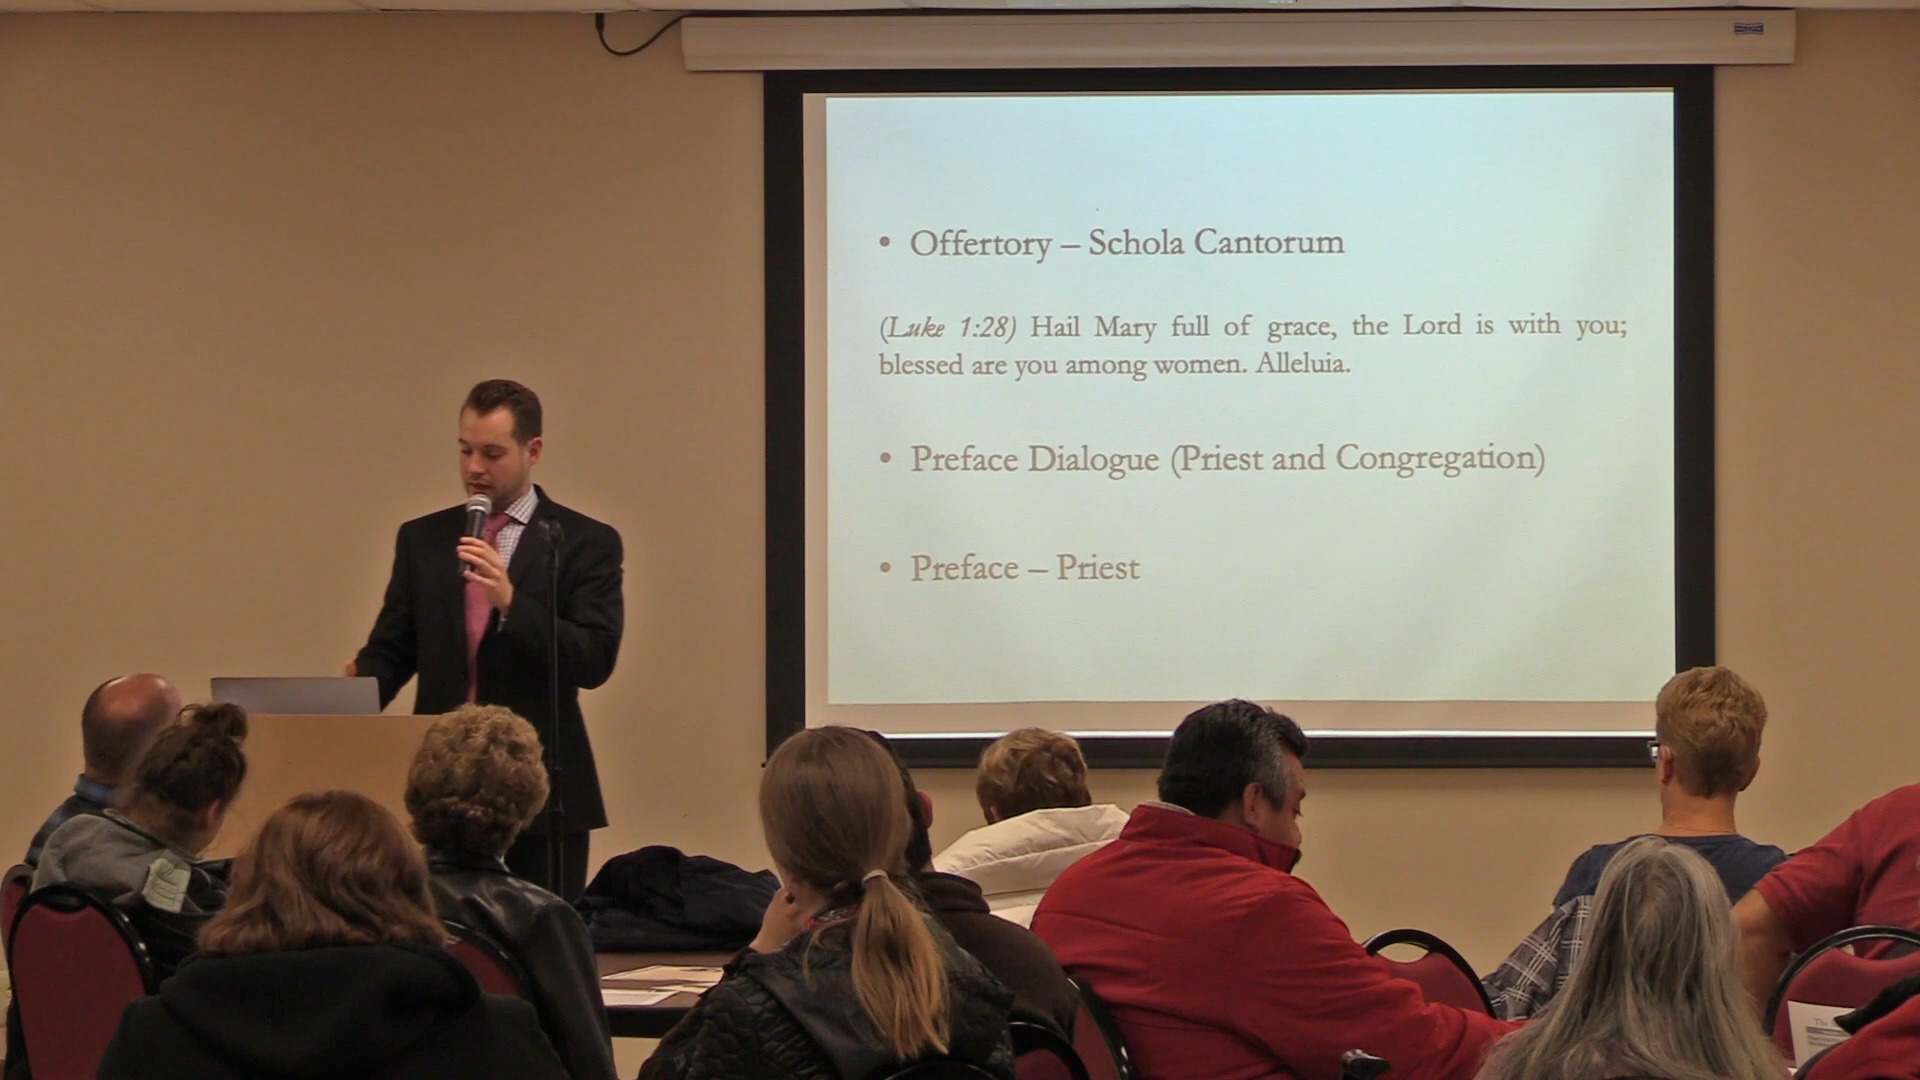 • Offertory – Schola Cantorum
(Luke 1:28) Hail Mary full of grace, the Lord is with you;
blessed are you among women. Alleluia.
• Preface Dialogue (Priest and Congregation)
• Preface – Priest